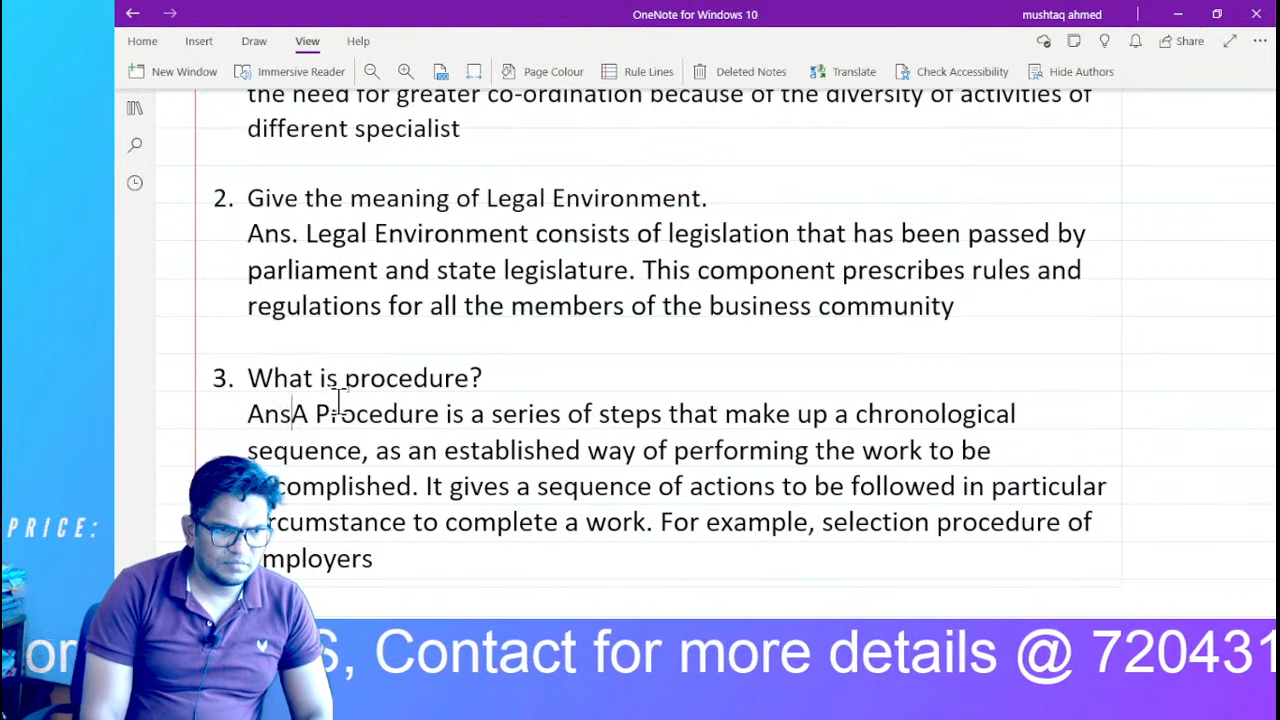 OneNote for Windows 10
mushtaq ahmed
Home Insert Draw View Help
Share
New Window Immersive Reader 100 Page Colour Rule Lines Deleted Notes Translate Check Accessibility Hide Authors
the need for greater co-ordination because of the diversity of activities of
different specialist
2. Give the meaning of Legal Environment.
Ans. Legal Environment consists of legislation that has been passed by
parliament and state legislature. This component prescribes rules and
regulations for all the members of the business community
3. What is procedure?
AnsA Procedure is a series of steps that make up a chronological
sequence, as an established way of performing the work to be
complished. It gives a sequence of actions to be followed in particular
rcumstance to complete a work. For example, selection procedure of
mployers
PRICE:
S, Contact for more details @ 720431